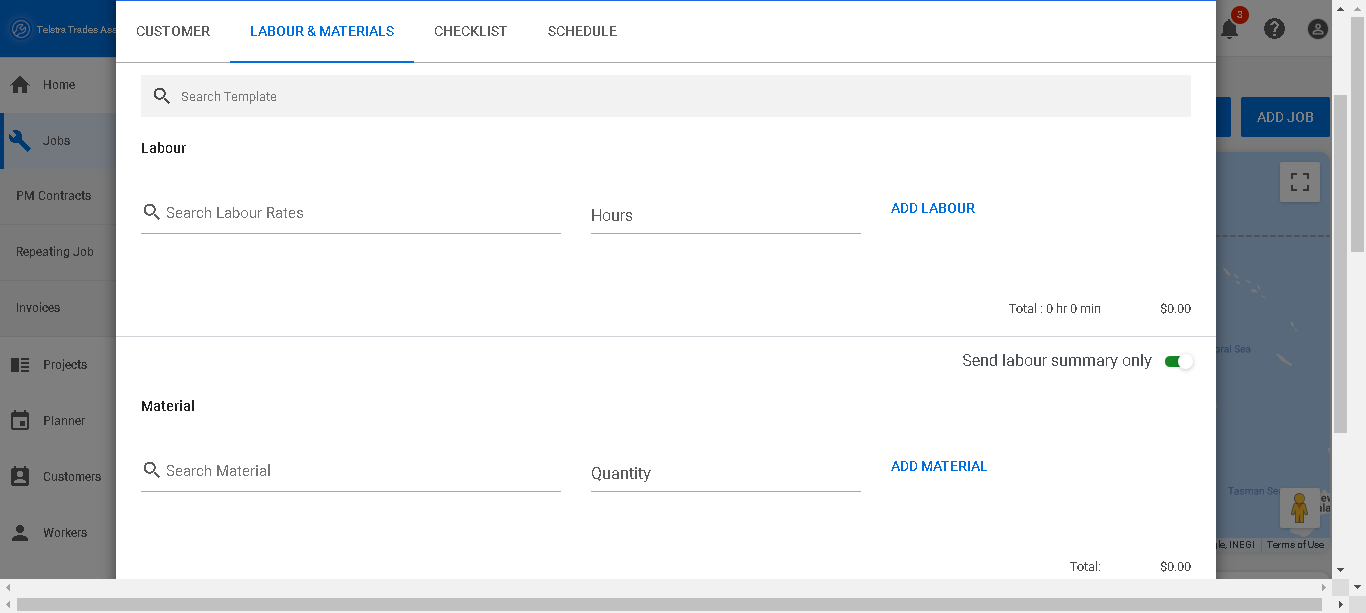 Telstra Trades Ass
CUSTOMER
LABOUR & MATERIALS
CHECKLIST
SCHEDULE
3
Home
Jobs
PM Contracts
Repeating Job
Invoices
Projects
Planner
Customers
Workers
Search Template
Labour
Search Labour Rates
Hours
ADD LABOUR
Total : 0 hr 0 min
$0.00
Send labour summary only
Material
Search Material
Quantity
ADD MATERIAL
Total:
$0.00
ADD JOB
oral Sea
Tasman Se
gle, INEGI
Terms of Use